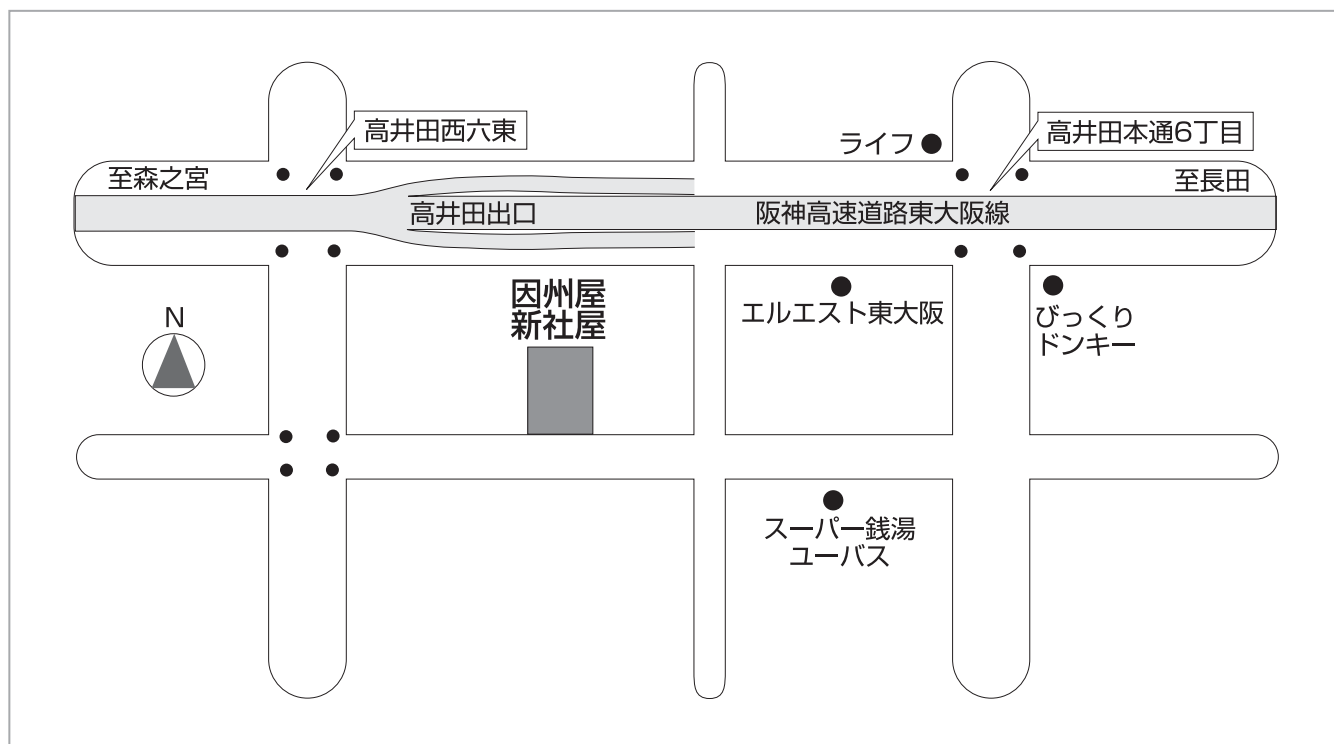 高井田西六東
高井田本通6丁目
ライフ
至森之宮
至長田
高井田出口
阪神高速道路東大阪線
因州屋
新社屋
エルエスト東大阪
びっくり
ドンキー
N
スーパー銭湯
ユーバス